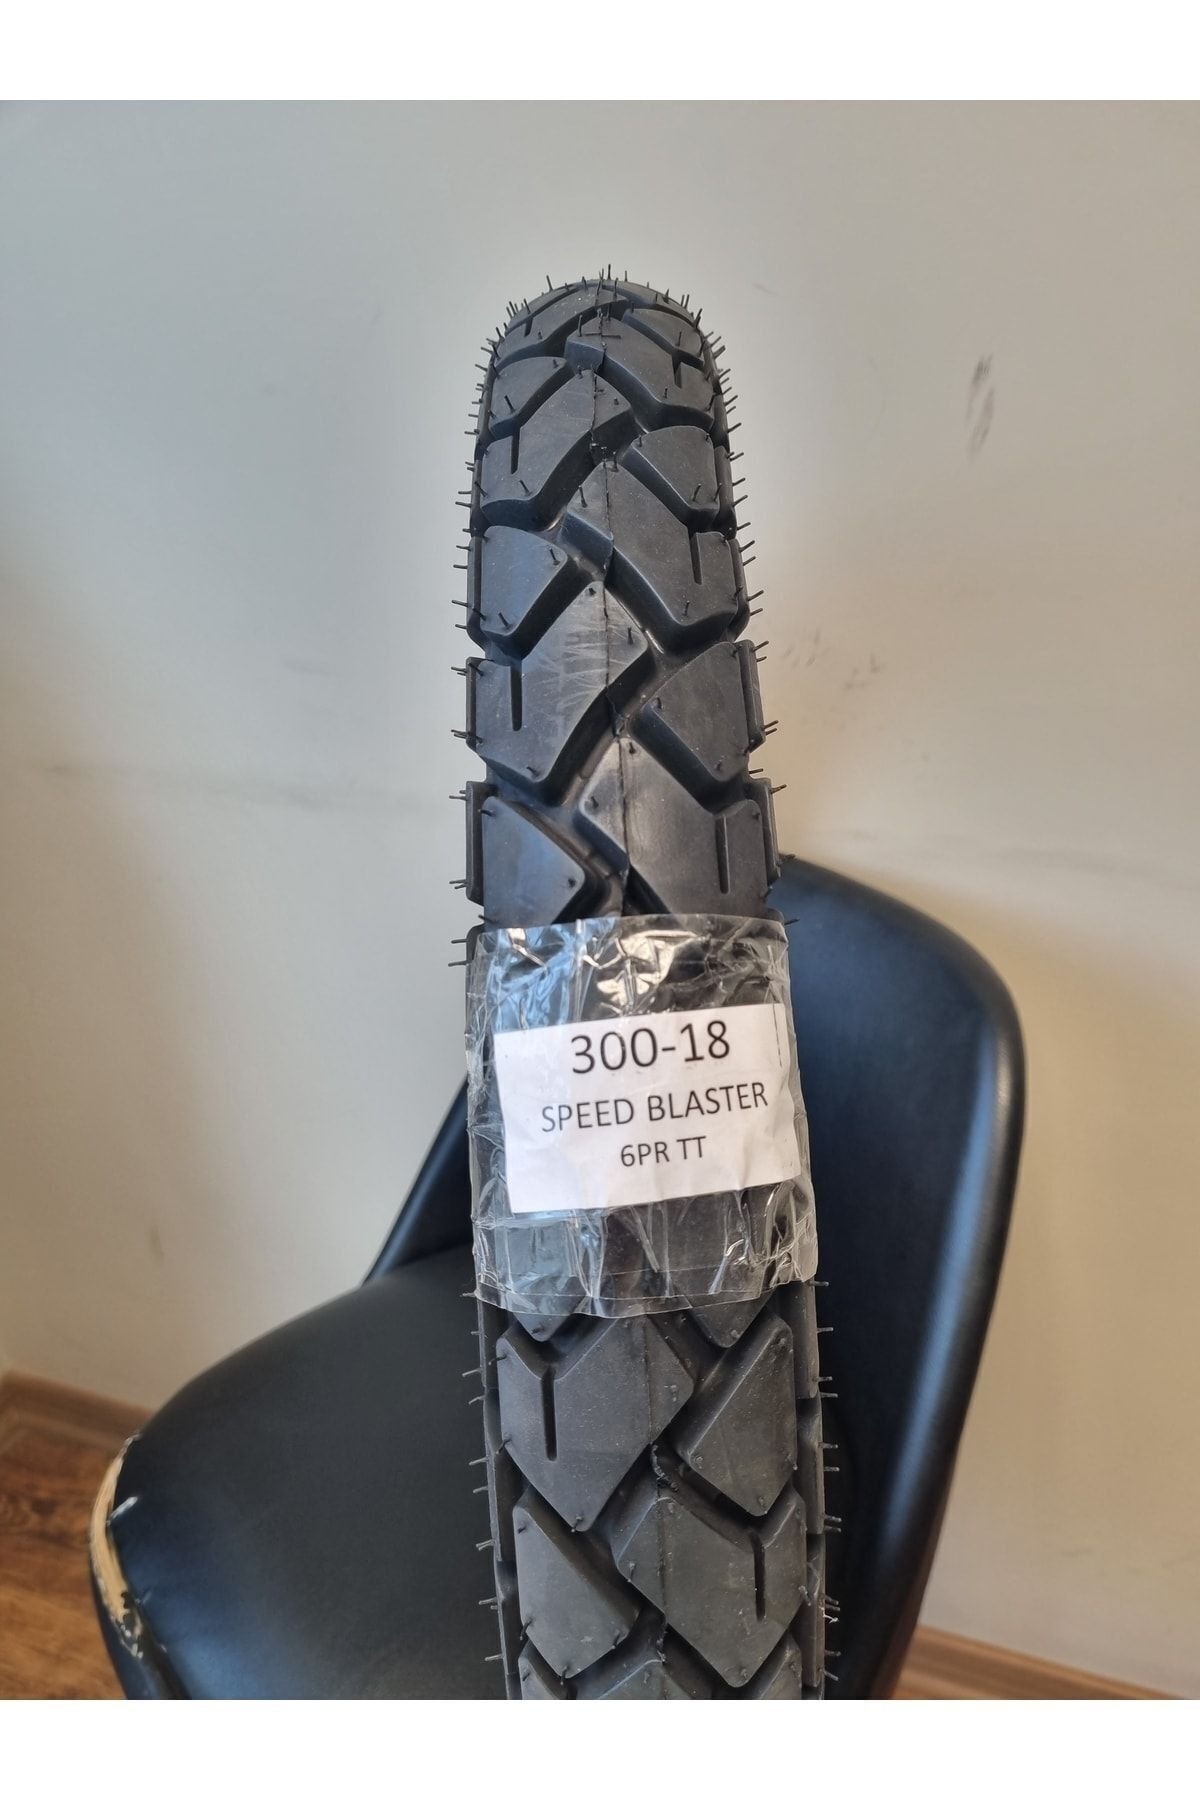 300-18
SPEED BLASTER
6PR TT